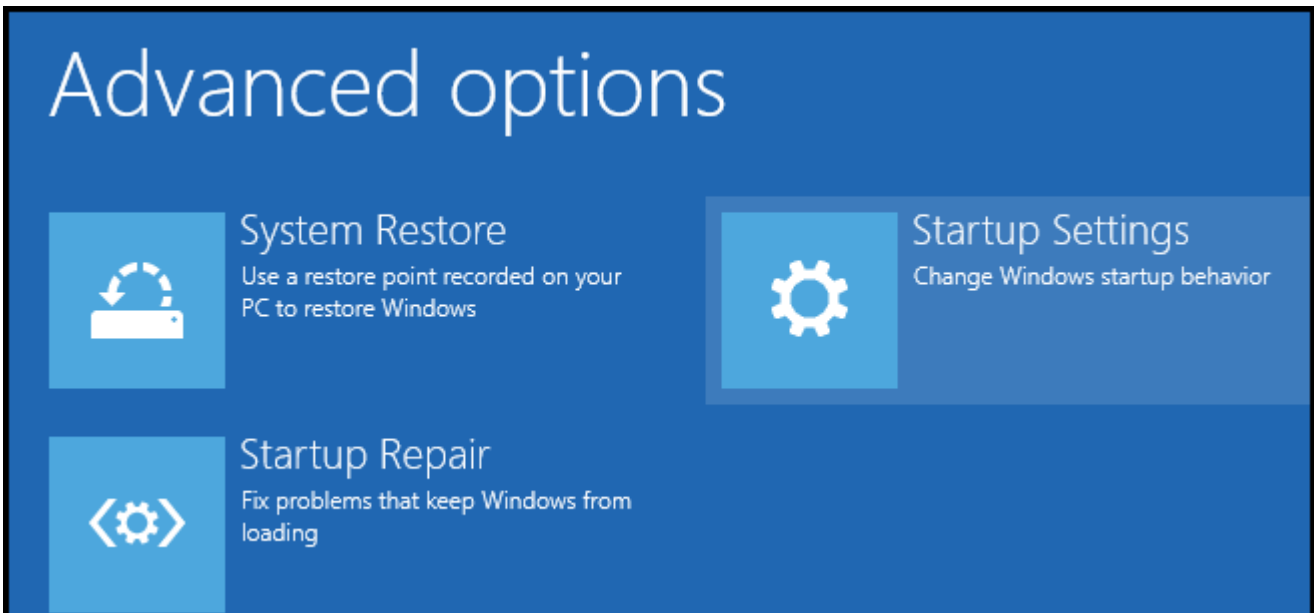 Advanced options
System Restore
Use a restore point recorded on your
PC to restore Windows
Startup Settings
Change Windows startup behavior
Startup Repair
Fix problems that keep Windows from
loading